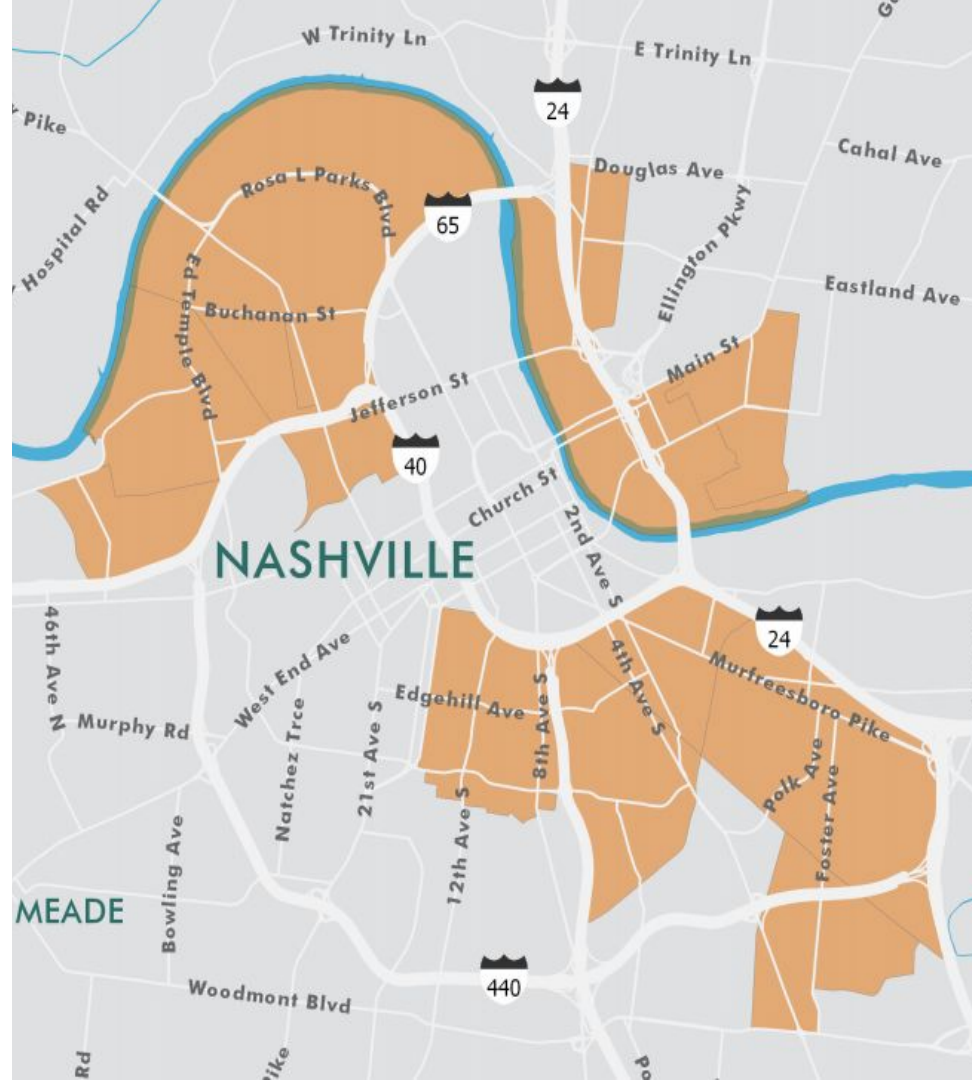 W Trinity Ln
E Trinity Ln
24
Pike
Cahal Ave
Douglas Ave
Rosa L Parks Blvd
65
Hospital Rd
Ellington Pkwy
Ed Temple Blvd
Eastland Ave
Buchanan St
Main St
Jefferson St
40
Church St
2nd Ave S
NASHVILLE
46th Ave N
24
4th Ave S
West End Ave
Murfreesboro Pike
Edgehill Ave
8th Ave S
Murphy Rd
Natchez Trce
21st Ave S
Polk Ave
Foster Ave
12th Ave S
Bowling Ave
MEADE
440
Woodmont Blvd
Rd
Pike